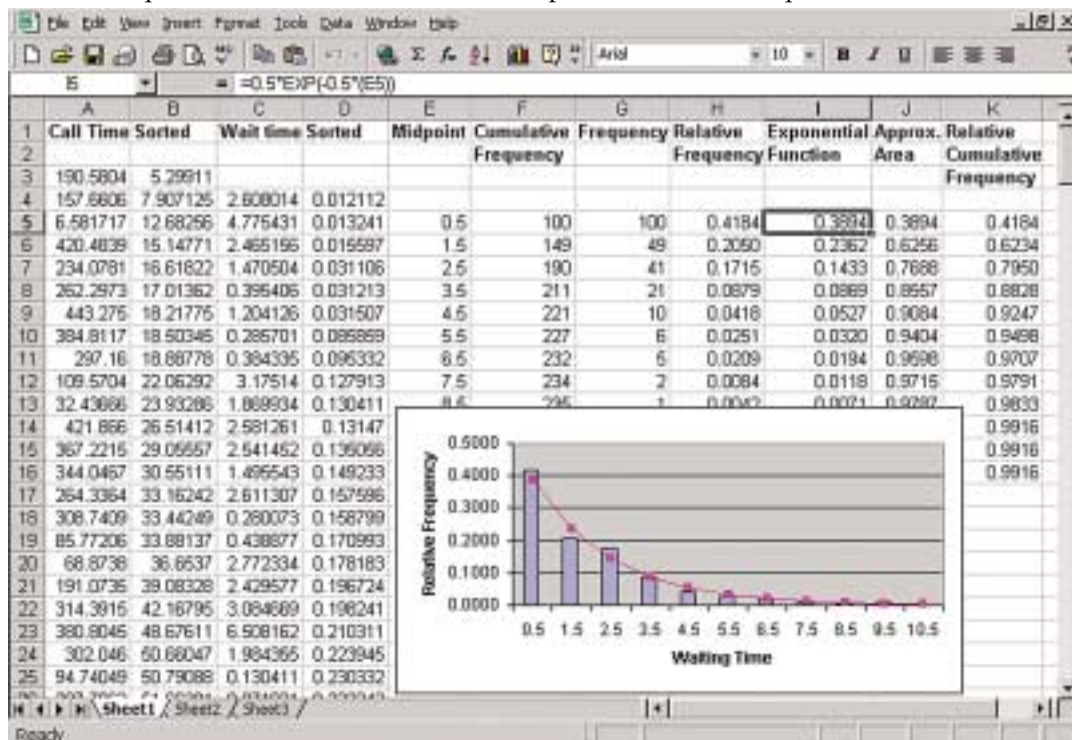 File Edit View Insert Format Tools Data Window Help
Arial 10 B I U
I5 = =0.5*EXP(-0.5*(E5))
A B C D E F G H I J K
1 Call Time Sorted Wait time Sorted Midpoint Cumulative Frequency Relative Exponential Approx. Relative
2 Frequency Frequency Function Area Cumulative
3 190.5804 5.29911 Frequency
4 157.6606 7.907125 2.608014 0.012112
5 6.581717 12.68256 4.775431 0.013241 0.5 100 100 0.4184 0.3894 0.3894 0.4184
6 420.4839 15.14771 2.465156 0.015597 1.5 149 49 0.2050 0.2362 0.6256 0.6234
7 234.0781 16.61822 1.470504 0.031106 2.5 190 41 0.1715 0.1433 0.7688 0.7950
8 262.2973 17.01362 0.395406 0.031213 3.5 211 21 0.0879 0.0869 0.8557 0.8828
9 443.275 18.21775 1.204126 0.031507 4.5 221 10 0.0418 0.0527 0.9084 0.9247
10 384.8117 18.50345 0.285701 0.085859 5.5 227 6 0.0251 0.0320 0.9404 0.9498
11 297.16 18.88778 0.384335 0.095332 6.5 232 5 0.0209 0.0194 0.9598 0.9707
12 109.5704 22.06292 3.17514 0.127913 7.5 234 2 0.0084 0.0118 0.9715 0.9791
13 32.43666 23.93286 1.869934 0.130411 8.5 235 1 0.0042 0.0071 0.9787 0.9833
14 421.866 26.51412 2.581261 0.13147 0.9916
15 367.2215 29.05557 2.541452 0.135056 0.9916
16 344.0467 30.55111 1.495543 0.149233 0.9916
17 264.3364 33.16242 2.611307 0.157596
18 308.7409 33.44249 0.280073 0.158799
19 85.77206 33.88137 0.438877 0.170993
20 68.8738 36.6537 2.772334 0.178183
21 191.0735 39.08328 2.429577 0.196724
22 314.3915 42.16795 3.084669 0.198241
23 380.8045 48.67611 6.508162 0.210311
24 302.046 50.66047 1.984355 0.223945
25 94.74049 50.79088 0.130411 0.230332
Relative Frequency
0.5000
0.4000
0.3000
0.2000
0.1000
0.0000
0.5 1.5 2.5 3.5 4.5 5.5 6.5 7.5 8.5 9.5 10.5
Waiting Time
Sheet1 Sheet2 Sheet3
Ready